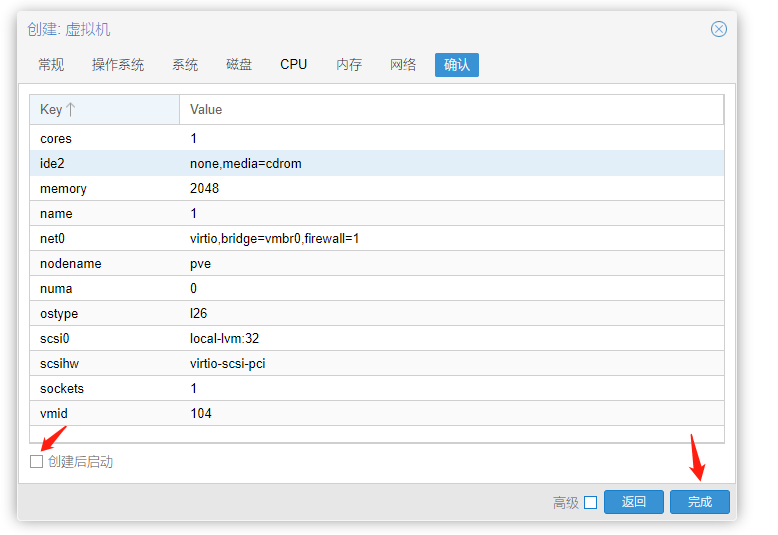 创建: 虚拟机
常规 操作系统 系统 磁盘 CPU 内存 网络 确认
Key Value
cores 1
ide2 none,media=cdrom
memory 2048
name 1
net0 virtio,bridge=vmbr0,firewall=1
nodename pve
numa 0
ostype l26
scsi0 local-lvm:32
scsihw virtio-scsi-pci
sockets 1
vmid 104
创建后启动
高级 返回 完成